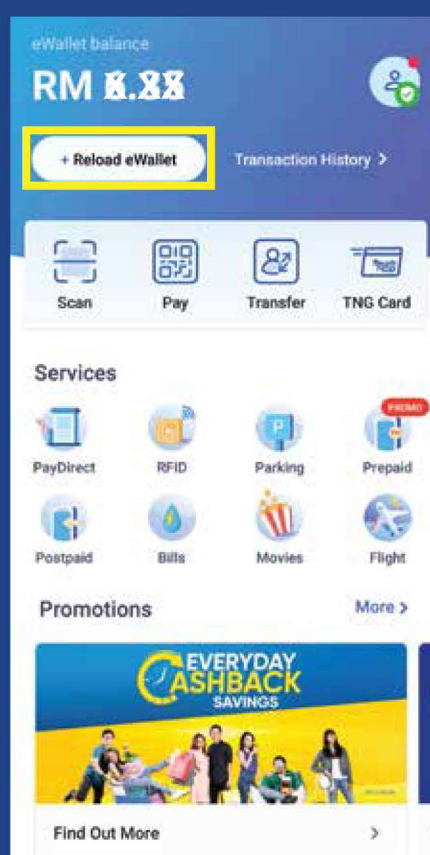 eWallet balance
RM
+ Reload eWallet
Transaction History >
Scan
Pay
Transfer
TNG Card
Services
PROMO
PayDirect
RFID
Parking
Prepaid
Postpaid
Bills
Movies
Flight
Promotions
More >
EVERYDAY
CASHBACK
SAVINGS
Find Out More
>